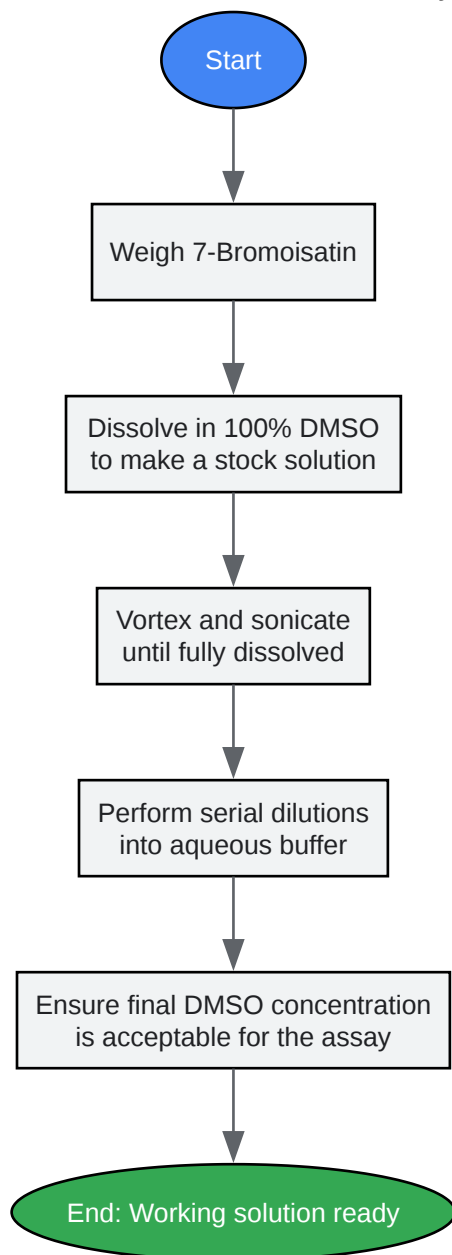 Start
Weigh 7-Bromoisatin
Dissolve in 100% DMSO
to make a stock solution
Vortex and sonicate
until fully dissolved
Perform serial dilutions
into aqueous buffer
Ensure final DMSO concentration
is acceptable for the assay
End: Working solution ready